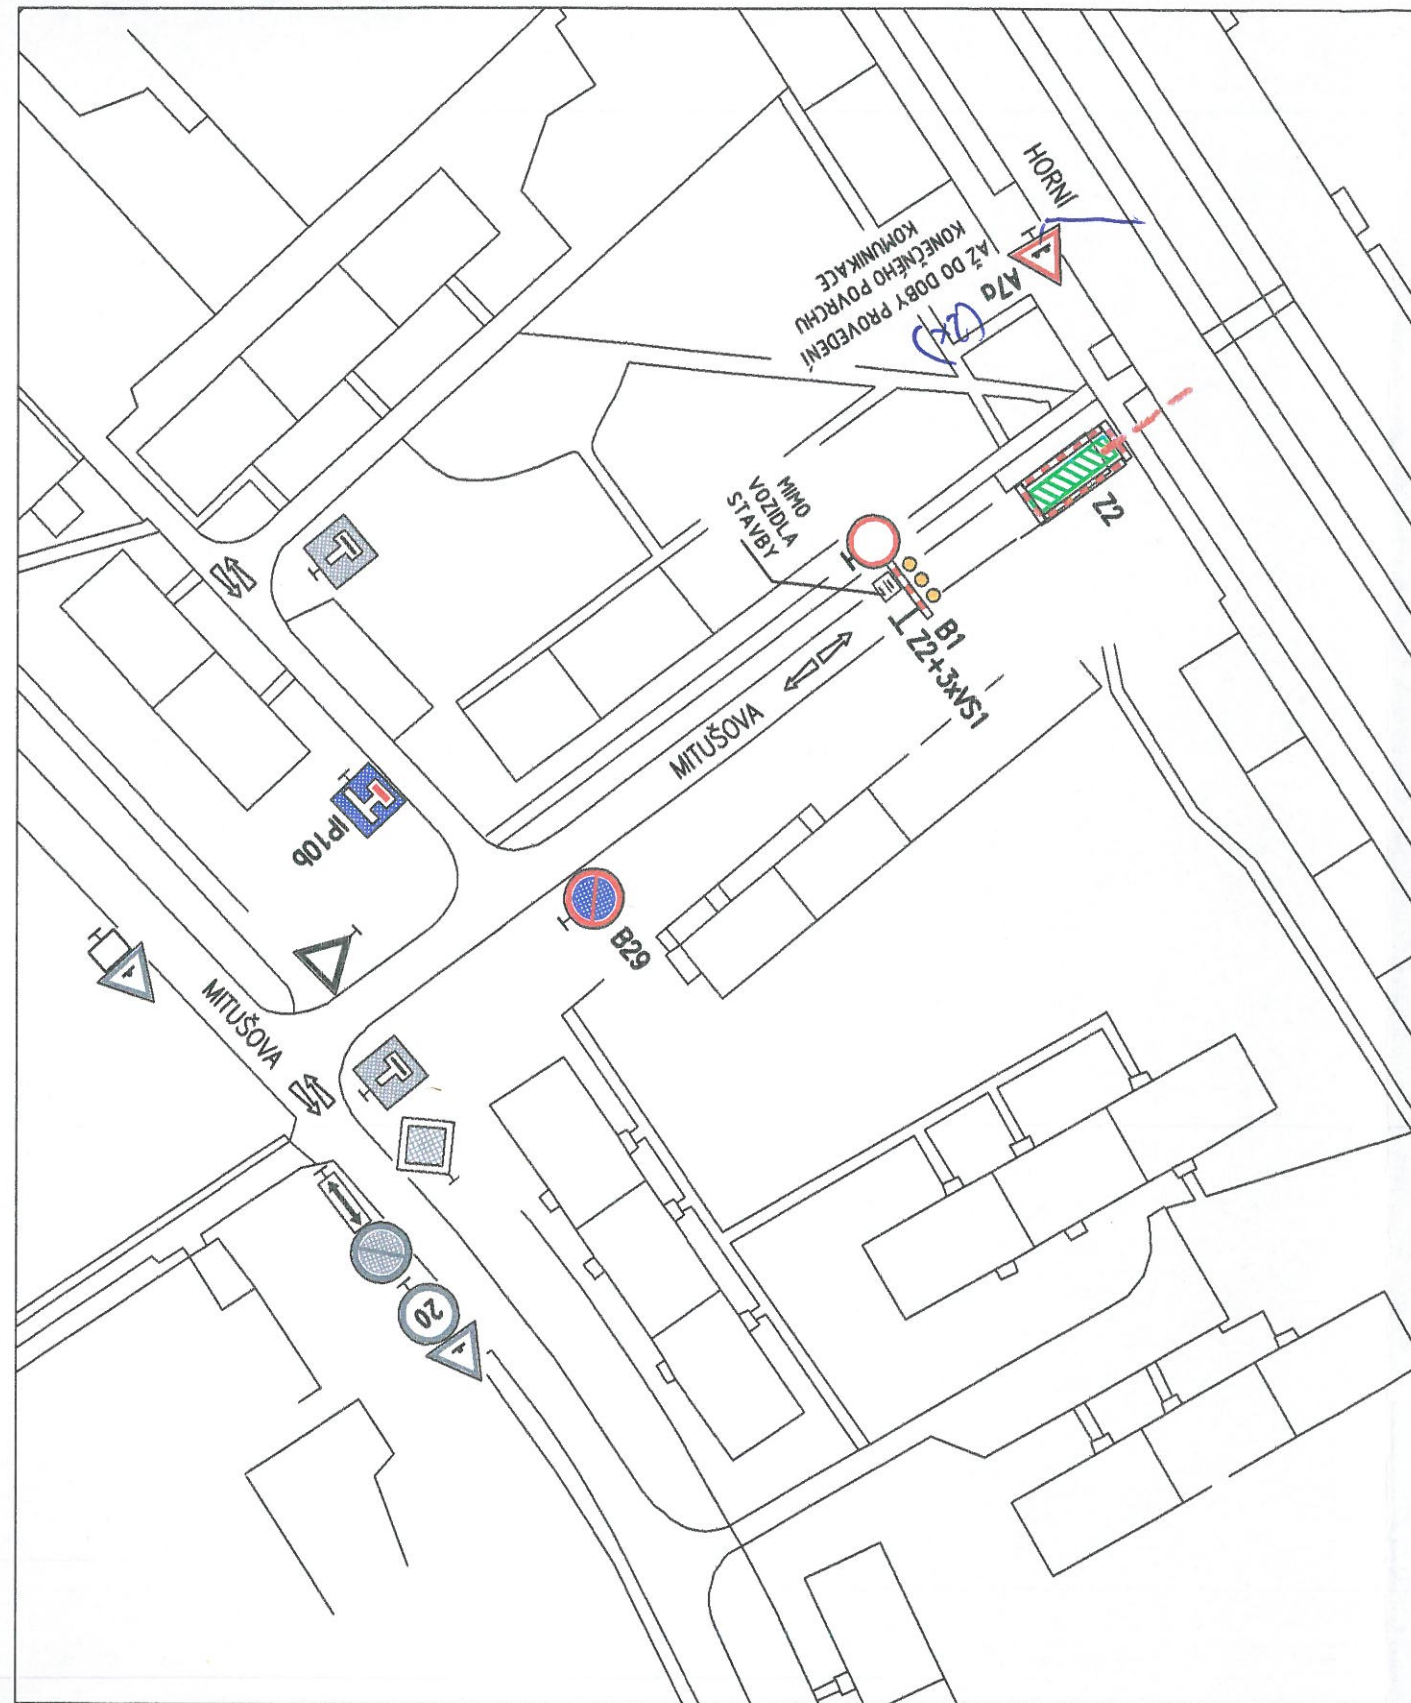 HORNÍ
A7a
AŽ DO DOBY PROVEDENÍ
KONEČNÉHO POVRCHU
KOMUNIKACE
(2x)
Z2
MIMO
VOZIDLA
STAVBY
B1
Z2+3xVS1
MITUŠOVA
IP10b
B29
MITUŠOVA
20